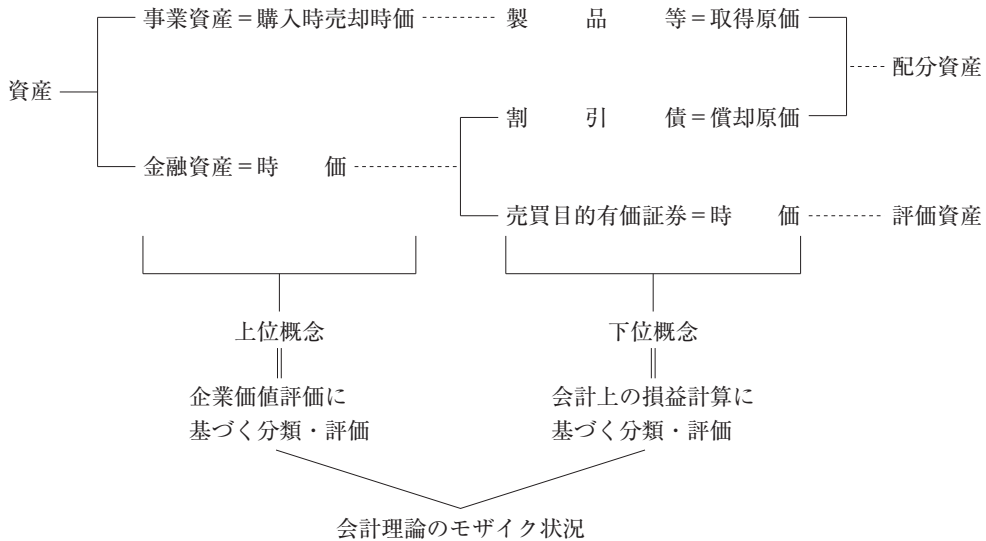 事業資産＝購入時売却時価 製品等＝取得原価
配分資産
資産
割引債＝償却原価
金融資産＝時価
売買目的有価証券＝時価 評価資産
上位概念 下位概念
企業価値評価に
基づく分類・評価
会計上の損益計算に
基づく分類・評価
会計理論のモザイク状況